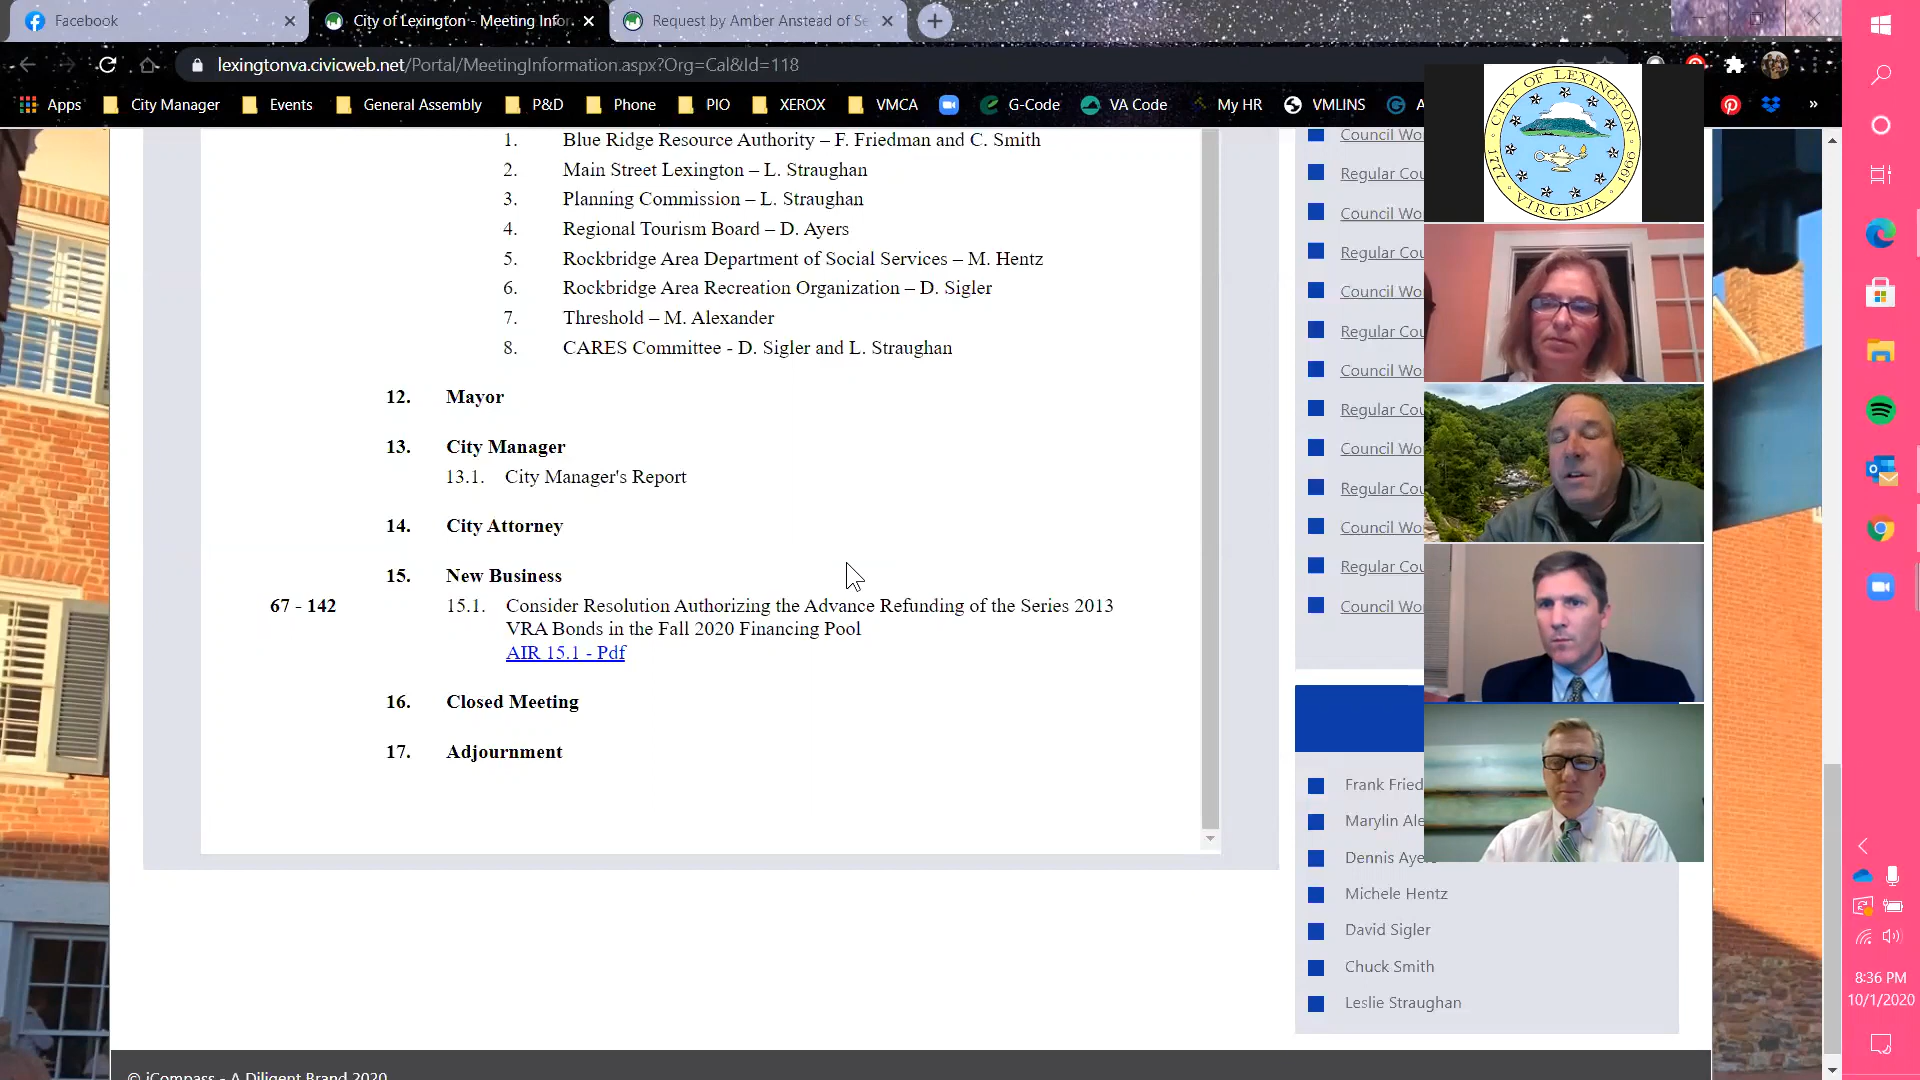 Facebook
City of Lexington - Meeting Infor
Request by Amber Anstead of Se
lexingtonva.civicweb.net/Portal/MeetingInformation.aspx?Org=Cal&Id=118
Apps
City Manager
Events
General Assembly
P&D
Phone
PIO
XEROX
VMCA
G-Code
VA Code
My HR
VMLINS
»
1. Blue Ridge Resource Authority – F. Friedman and C. Smith
2. Main Street Lexington – L. Straughan
3. Planning Commission – L. Straughan
4. Regional Tourism Board – D. Ayers
5. Rockbridge Area Department of Social Services – M. Hentz
6. Rockbridge Area Recreation Organization – D. Sigler
7. Threshold – M. Alexander
8. CARES Committee - D. Sigler and L. Straughan
12. Mayor
13. City Manager
13.1. City Manager's Report
14. City Attorney
15. New Business
67 - 142 15.1. Consider Resolution Authorizing the Advance Refunding of the Series 2013
VRA Bonds in the Fall 2020 Financing Pool
AIR 15.1 - Pdf
16. Closed Meeting
17. Adjournment
Council Wo
Regular Cou
Council Wo
Regular Cou
Council Wo
Regular Cou
Council Wo
Regular Cou
Council Wo
Regular Cou
Council Wo
Regular Cou
Council Wo
Frank Fried
Marylin Ale
Dennis Ayer
Michele Hentz
David Sigler
Chuck Smith
Leslie Straughan
CITY OF LEXINGTON
1777 VIRGINIA 1966
8:36 PM
10/1/2020
© iCompass - A Diligent Brand 2020